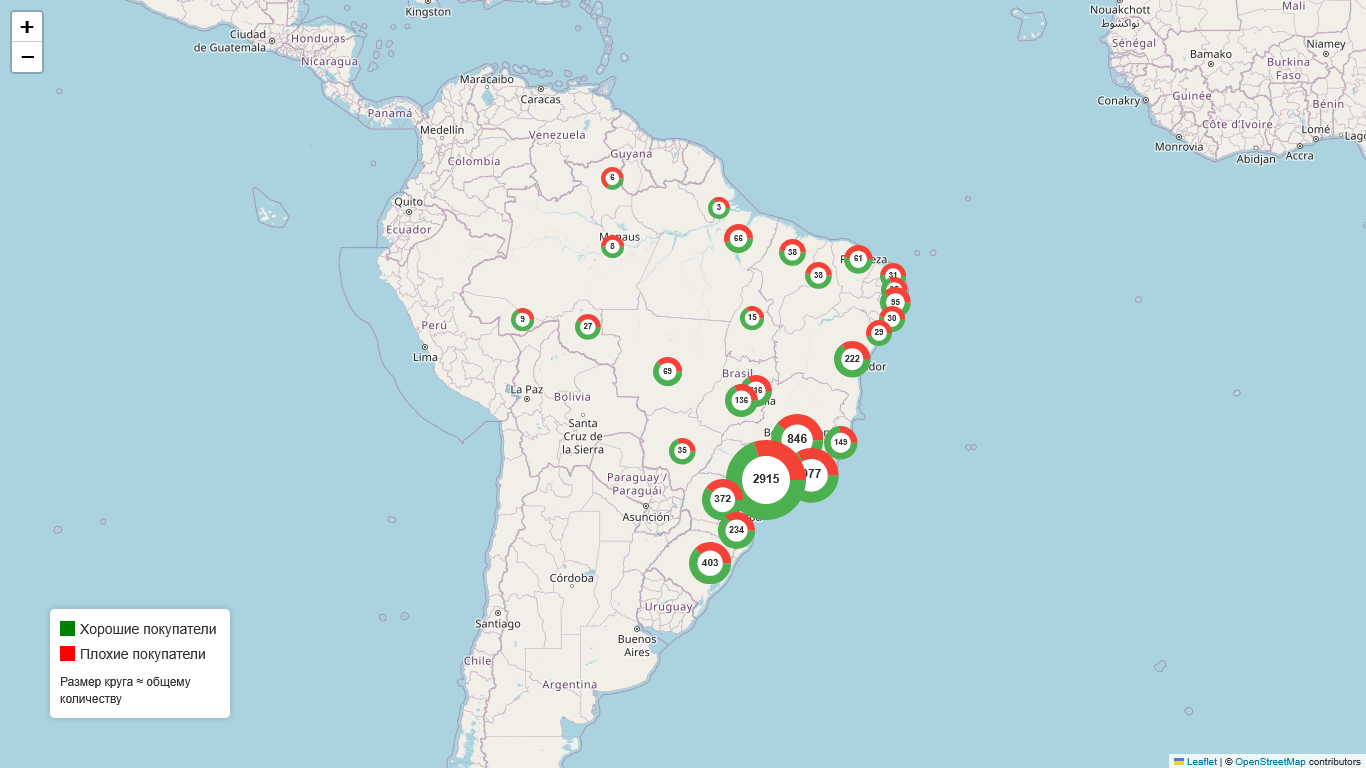 +
−
Kingston
Ciudad
de Guatemala
Honduras
Nicaragua
Panamá
Maracaibo
Caracas
Medellín
Venezuela
Colombia
Guyana
Quito
Ecuador
Nouakchott
نواكشوط
Mali
Sénégal
Bamako
Niamey
Burkina
Faso
Conakry
Guinée
Bénin
Côte d'Ivoire
Lomé
Monrovia
Abidjan
Accra
6
3
66
8
38
38
61
31
95
30
29
9
27
15
Perú
Lima
222
69
Brasil
136
La Paz
Bolivia
Santa
Cruz de
la Sierra
846
149
35
2915
372
Paraguay /
Paraguái
Asunción
234
403
Córdoba
Uruguay
Santiago
Buenos
Aires
Chile
Argentina
Хорошие покупатели
Плохие покупатели
Размер круга ≈ общему
количеству
Leaflet | © OpenStreetMap contributors